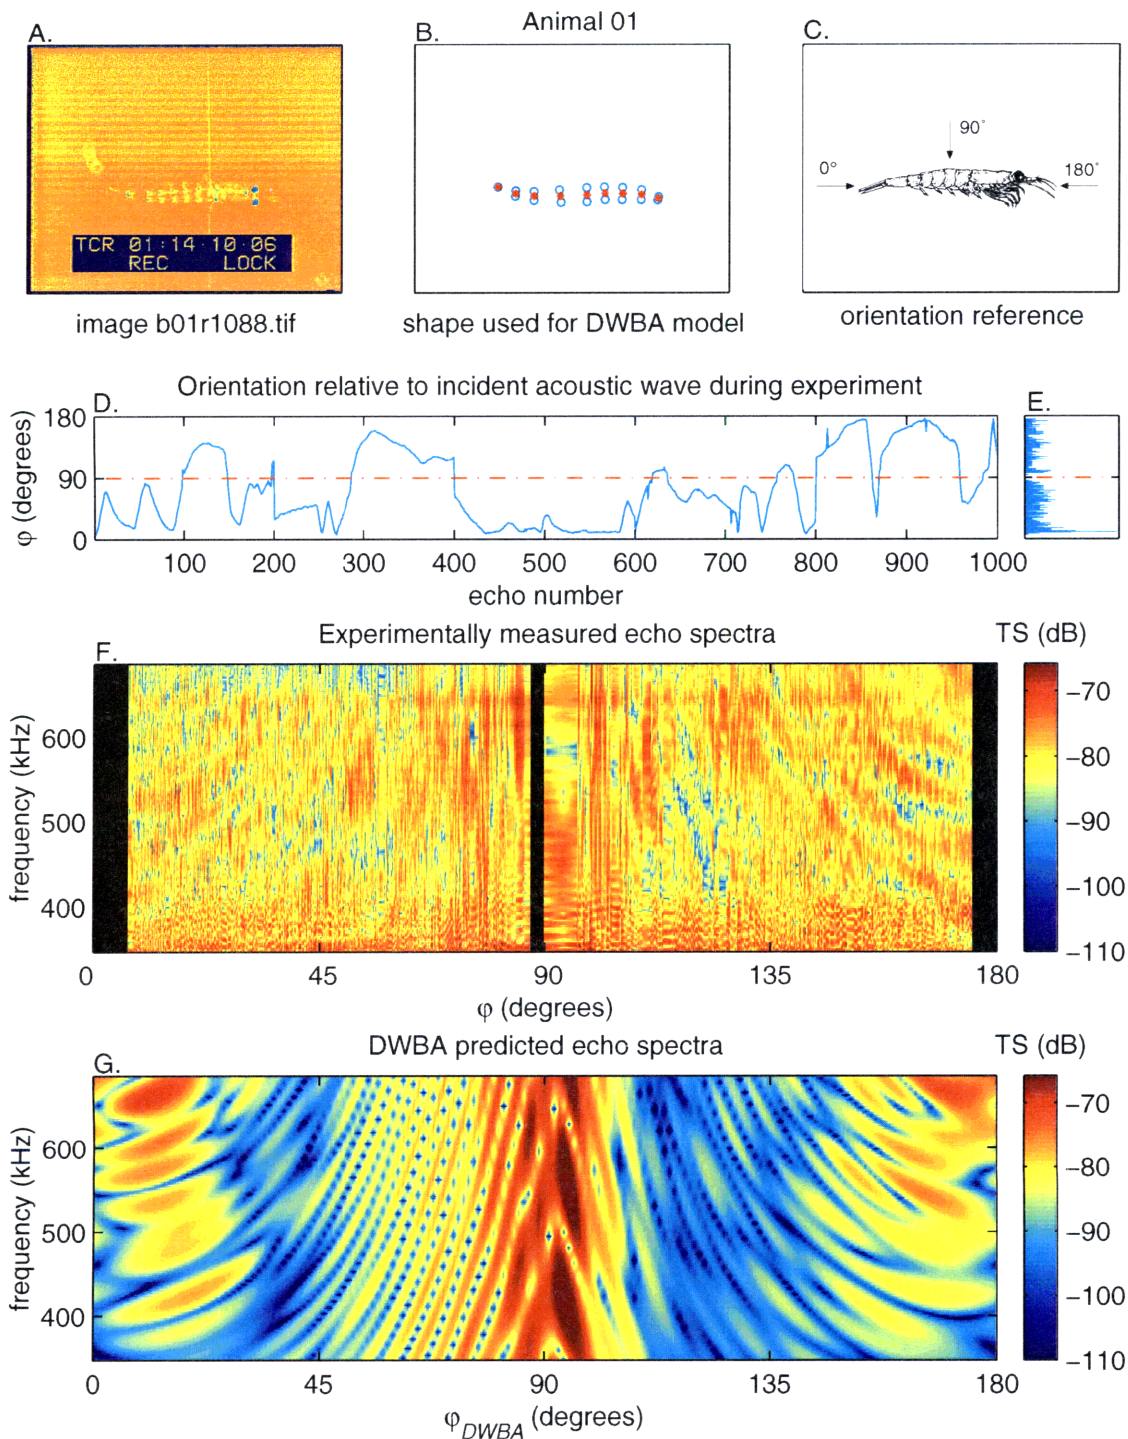 Animal 01
A.
B.
C.
TCR 01:14:10:06
REC LOCK
90°
0°
180°
image b01r1088.tif
shape used for DWBA model
orientation reference
Orientation relative to incident acoustic wave during experiment
D.
E.
φ (degrees)
180
90
0
100 200 300 400 500 600 700 800 900 1000
echo number
Experimentally measured echo spectra
TS (dB)
F.
frequency (kHz)
600
500
400
0 45 90 135 180
φ (degrees)
−70
−80
−90
−100
−110
DWBA predicted echo spectra
TS (dB)
G.
frequency (kHz)
600
500
400
0 45 90 135 180
φDWBA (degrees)
−70
−80
−90
−100
−110